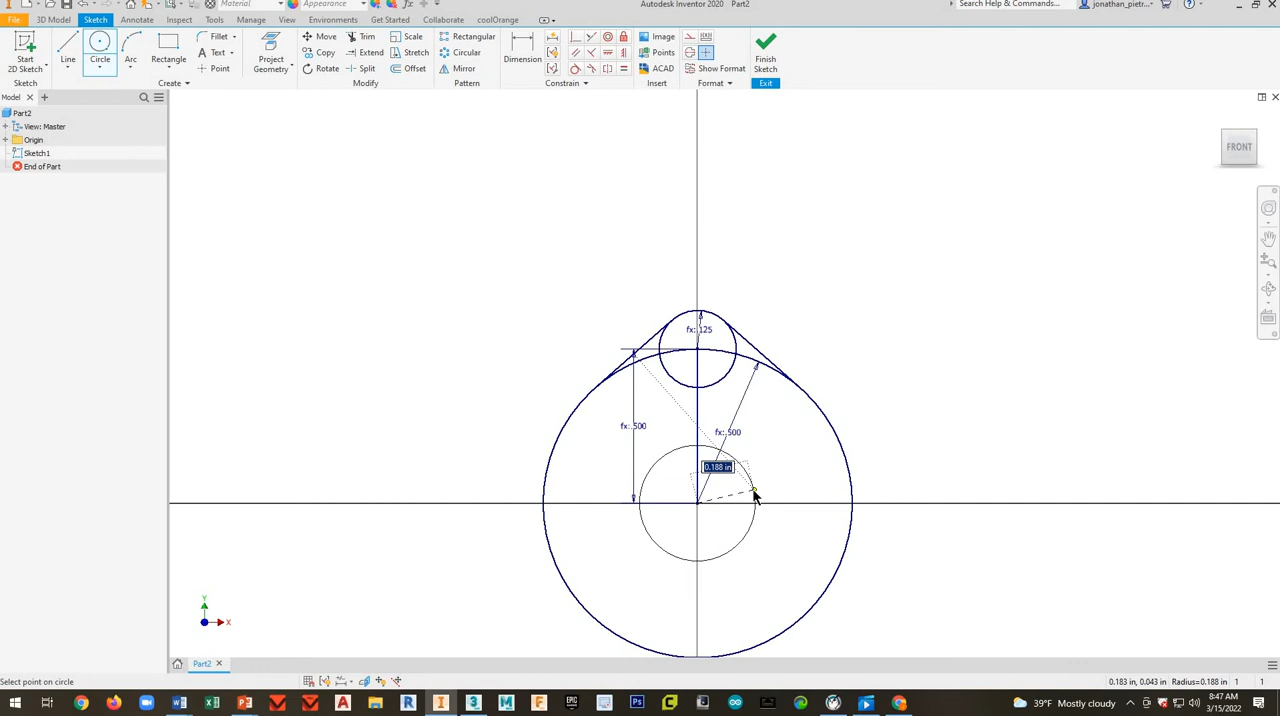 Material
Appearance
Autodesk Inventor 2020 Part2
Search Help & Commands...
jonathan_pietr...
File
3D Model
Sketch
Annotate
Inspect
Tools
Manage
View
Environments
Get Started
Collaborate
coolOrange
Start
2D Sketch
Line
Circle
Arc
Rectangle
Fillet
Text
Point
Project
Geometry
Move
Trim
Scale
Copy
Extend
Stretch
Rotate
Split
Offset
Rectangular
Circular
Mirror
Dimension
Image
Points
ACAD
Show Format
Finish
Sketch
Sketch
Create
Modify
Pattern
Constrain
Insert
Format
Exit
Model
Part2
View: Master
Origin
Sketch1
End of Part
FRONT
fx:.125
fx:.500
fx:.500
0.188 in
Y
X
Part2
Select point on circle
0.183 in, 0.043 in Radius=0.188 in 1 1
39°F Mostly cloudy
8:47 AM
3/15/2022